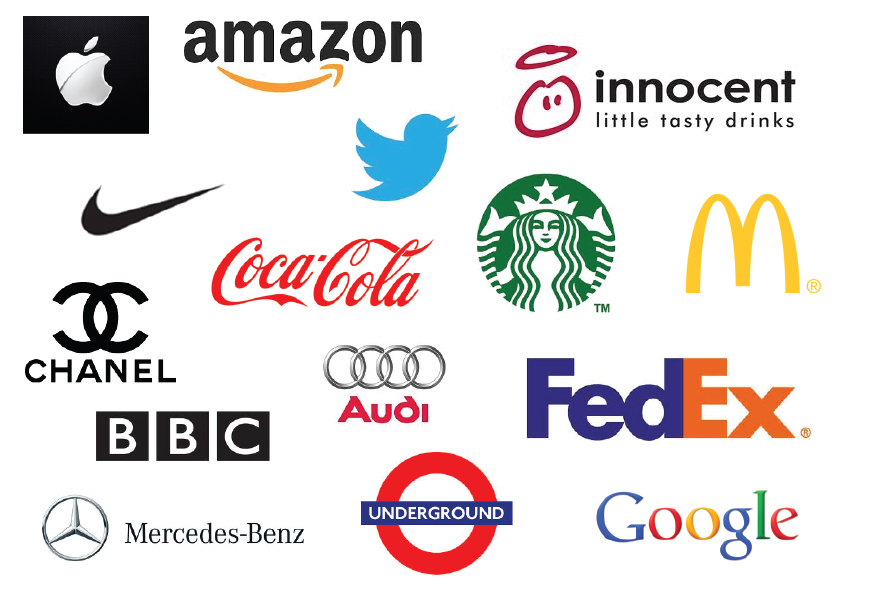 amazon
innocent
little tasty drinks
Coca-Cola
TM
®
CHANEL
Audi
FedEx®
BBC
UNDERGROUND
Mercedes-Benz
Google